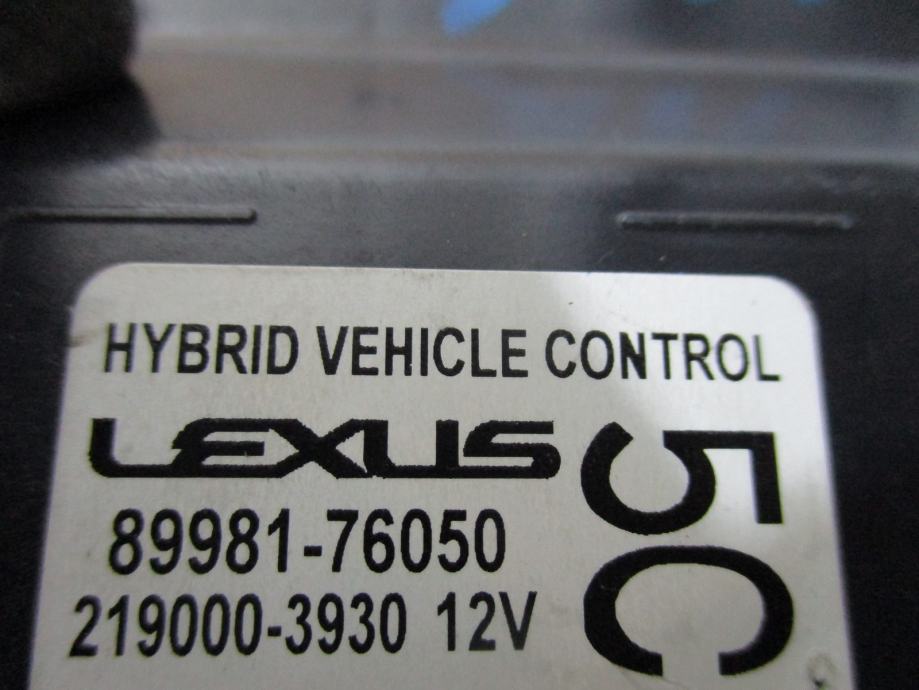 HYBRID VEHICLE CONTROL
LEXUS
89981-76050
219000-3930 12V
5C